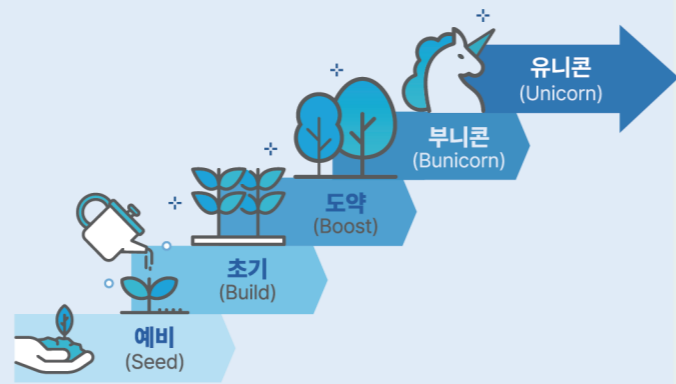 유니콘
(Unicorn)
부니콘
(Bunicorn)
도약
(Boost)
초기
(Build)
예비
(Seed)